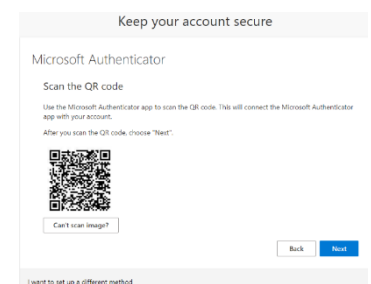 Keep your account secure
Microsoft Authenticator
Scan the QR code
Use the Microsoft Authenticator app to scan the QR code. This will connect the Microsoft Authenticator
app with your account.
After you scan the QR code, choose "Next".
Can't scan image?
Back Next
I want to set up a different method